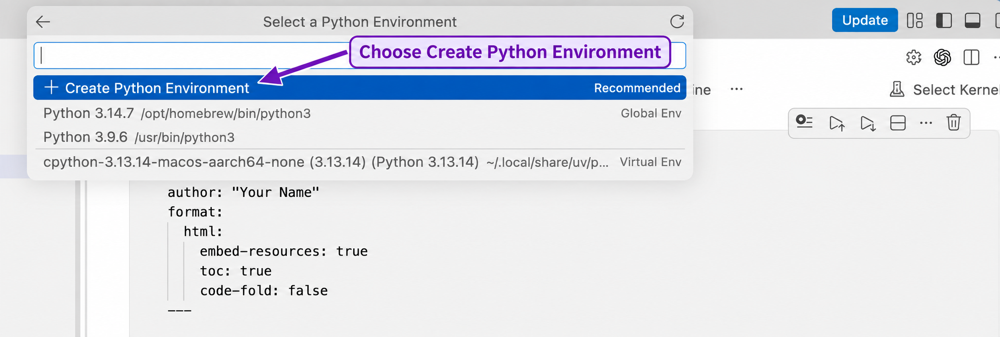 Select a Python Environment
Update
Choose Create Python Environment
Create Python Environment Recommended
Select
Python 3.14.7 /opt/homebrew/bin/python3 Global Env
Python 3.9.6 /usr/bin/python3
cpython-3.13.14-macos-aarch64-none (3.13.14) (Python 3.13.14) ~/.local/share/uv/p... Virtual Env
author: "Your Name"
format:
html:
embed-resources: true
toc: true
code-fold: false
---